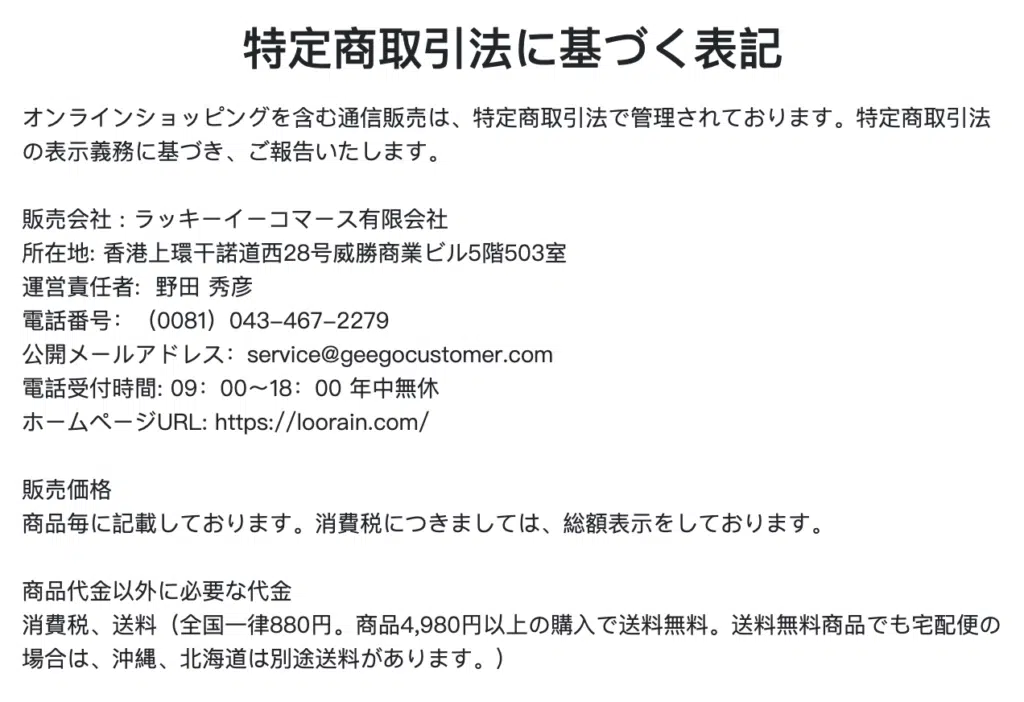 特定商取引法に基づく表記
オンラインショッピングを含む通信販売は、特定商取引法で管理されております。特定商取引法
の表示義務に基づき、ご報告いたします。
販売会社：ラッキーイーコマース有限会社
所在地: 香港上環干諾道西28号威勝商業ビル5階503室
運営責任者:  野田 秀彦
電話番号： （0081）043-467-2279
公開メールアドレス：service@geegocustomer.com
電話受付時間: 09：00〜18：00 年中無休
ホームページURL: https://loorain.com/
販売価格
商品毎に記載しております。消費税につきましては、総額表示をしております。
商品代金以外に必要な代金
消費税、送料（全国一律880円。商品4,980円以上の購入で送料無料。送料無料商品でも宅配便の
場合は、沖縄、北海道は別途送料があります。）